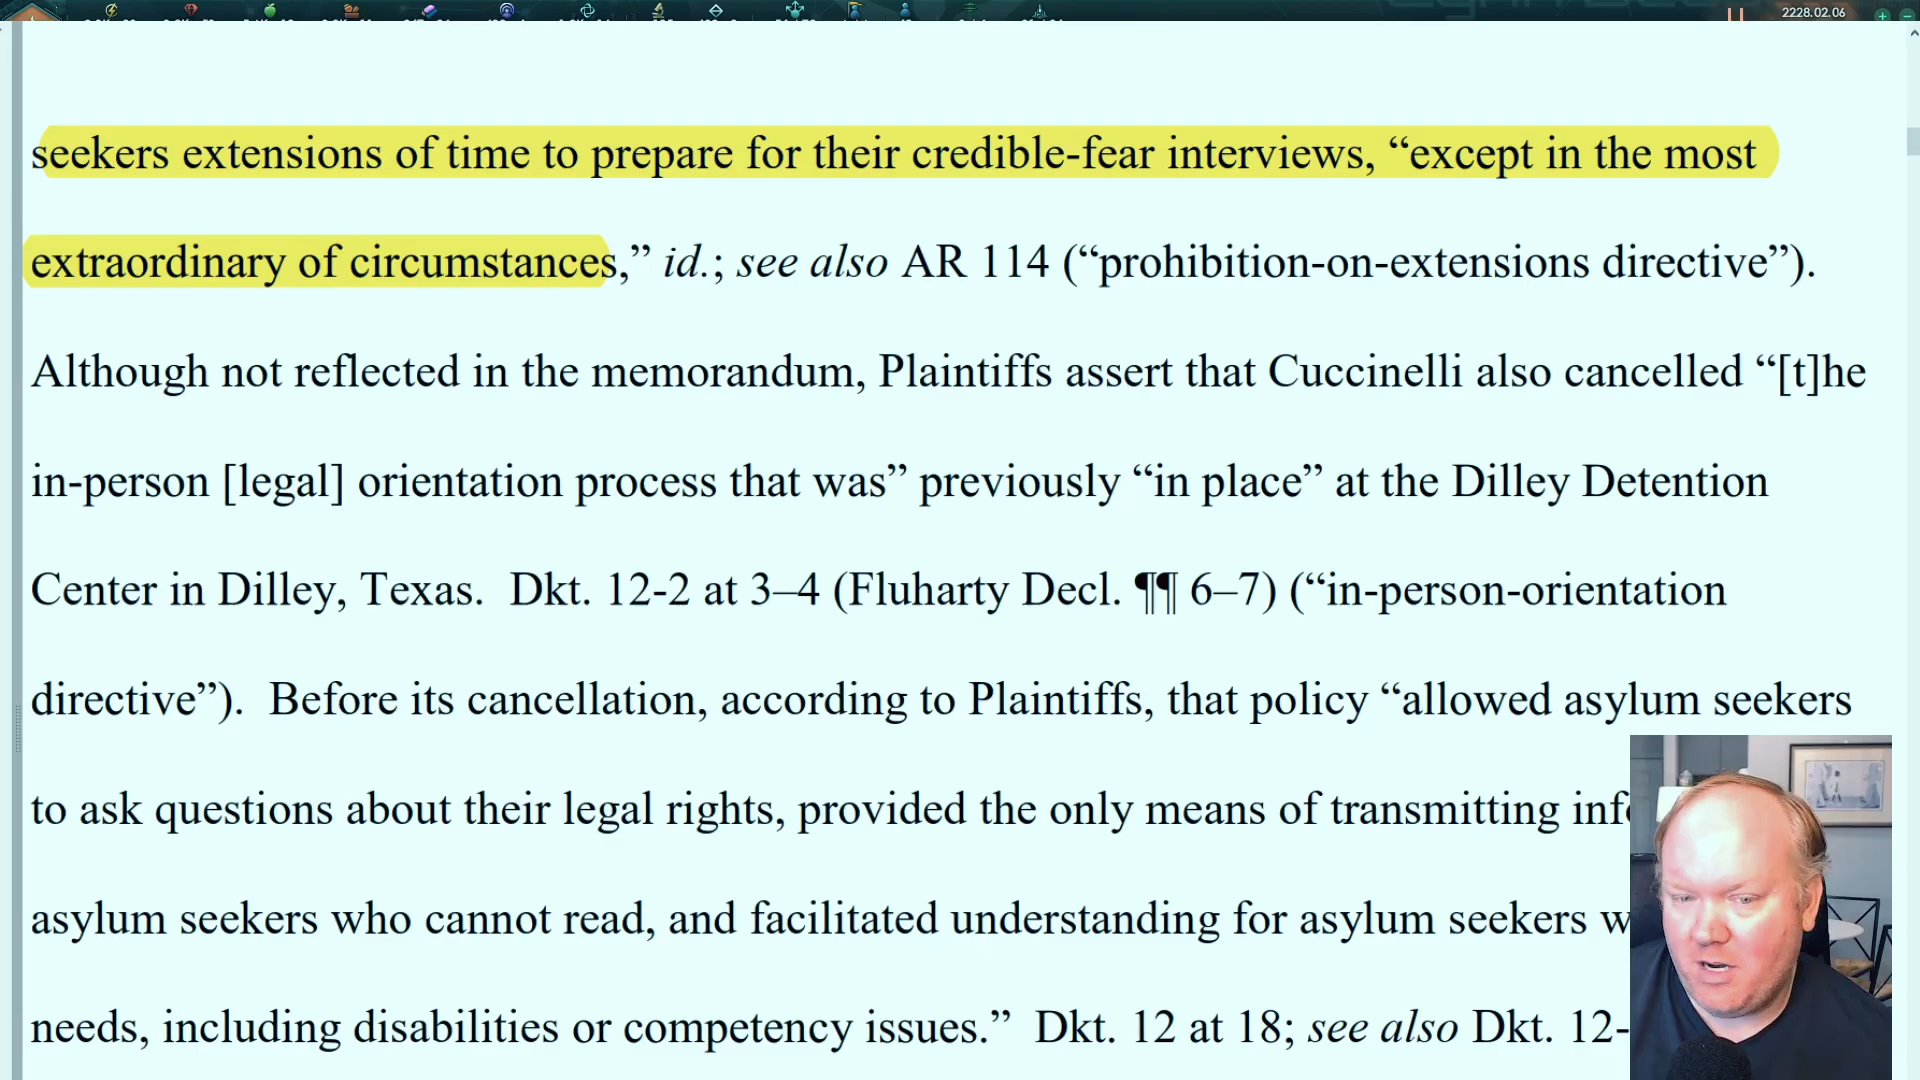 2228.02.06
seekers extensions of time to prepare for their credible-fear interviews, “except in the most
extraordinary of circumstances,” id.; see also AR 114 (“prohibition-on-extensions directive”).
Although not reflected in the memorandum, Plaintiffs assert that Cuccinelli also cancelled “[t]he
in-person [legal] orientation process that was” previously “in place” at the Dilley Detention
Center in Dilley, Texas.  Dkt. 12-2 at 3–4 (Fluharty Decl. ¶¶ 6–7) (“in-person-orientation
directive”).  Before its cancellation, according to Plaintiffs, that policy “allowed asylum seekers
to ask questions about their legal rights, provided the only means of transmitting
asylum seekers who cannot read, and facilitated understanding for asylum seekers
needs, including disabilities or competency issues.”  Dkt. 12 at 18; see also Dkt. 12-